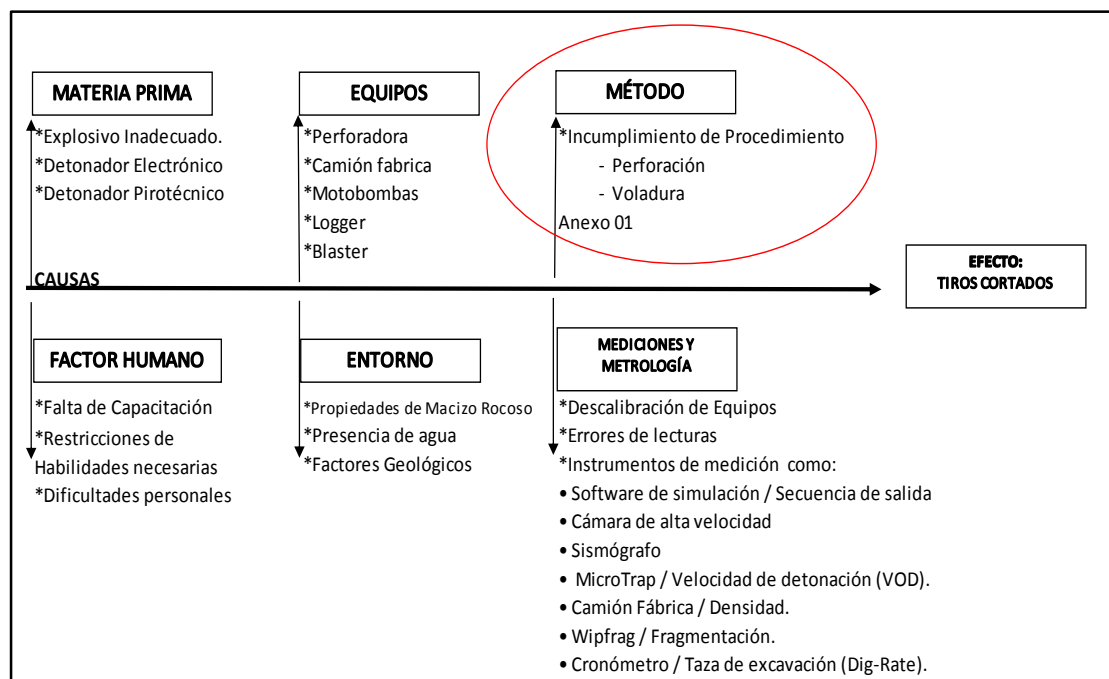 MATERIA PRIMA
*Explosivo Inadecuado.
*Detonador Electrónico
*Detonador Pirotécnico
EQUIPOS
*Perforadora
*Camión fabrica
*Motobombas
*Logger
*Blaster
MÉTODO
*Incumplimiento de Procedimiento
- Perforación
- Voladura
Anexo 01
CAUSAS
EFECTO:
TIROS CORTADOS
FACTOR HUMANO
*Falta de Capacitación
*Restricciones de
Habilidades necesarias
*Dificultades personales
ENTORNO
*Propiedades de Macizo Rocoso
*Presencia de agua
*Factores Geológicos
MEDICIONES Y
METROLOGÍA
*Descalibración de Equipos
*Errores de lecturas
*Instrumentos de medición como:
• Software de simulación / Secuencia de salida
• Cámara de alta velocidad
• Sismógrafo
• MicroTrap / Velocidad de detonación (VOD).
• Camión Fábrica / Densidad.
• Wipfrag / Fragmentación.
• Cronómetro / Taza de excavación (Dig-Rate).